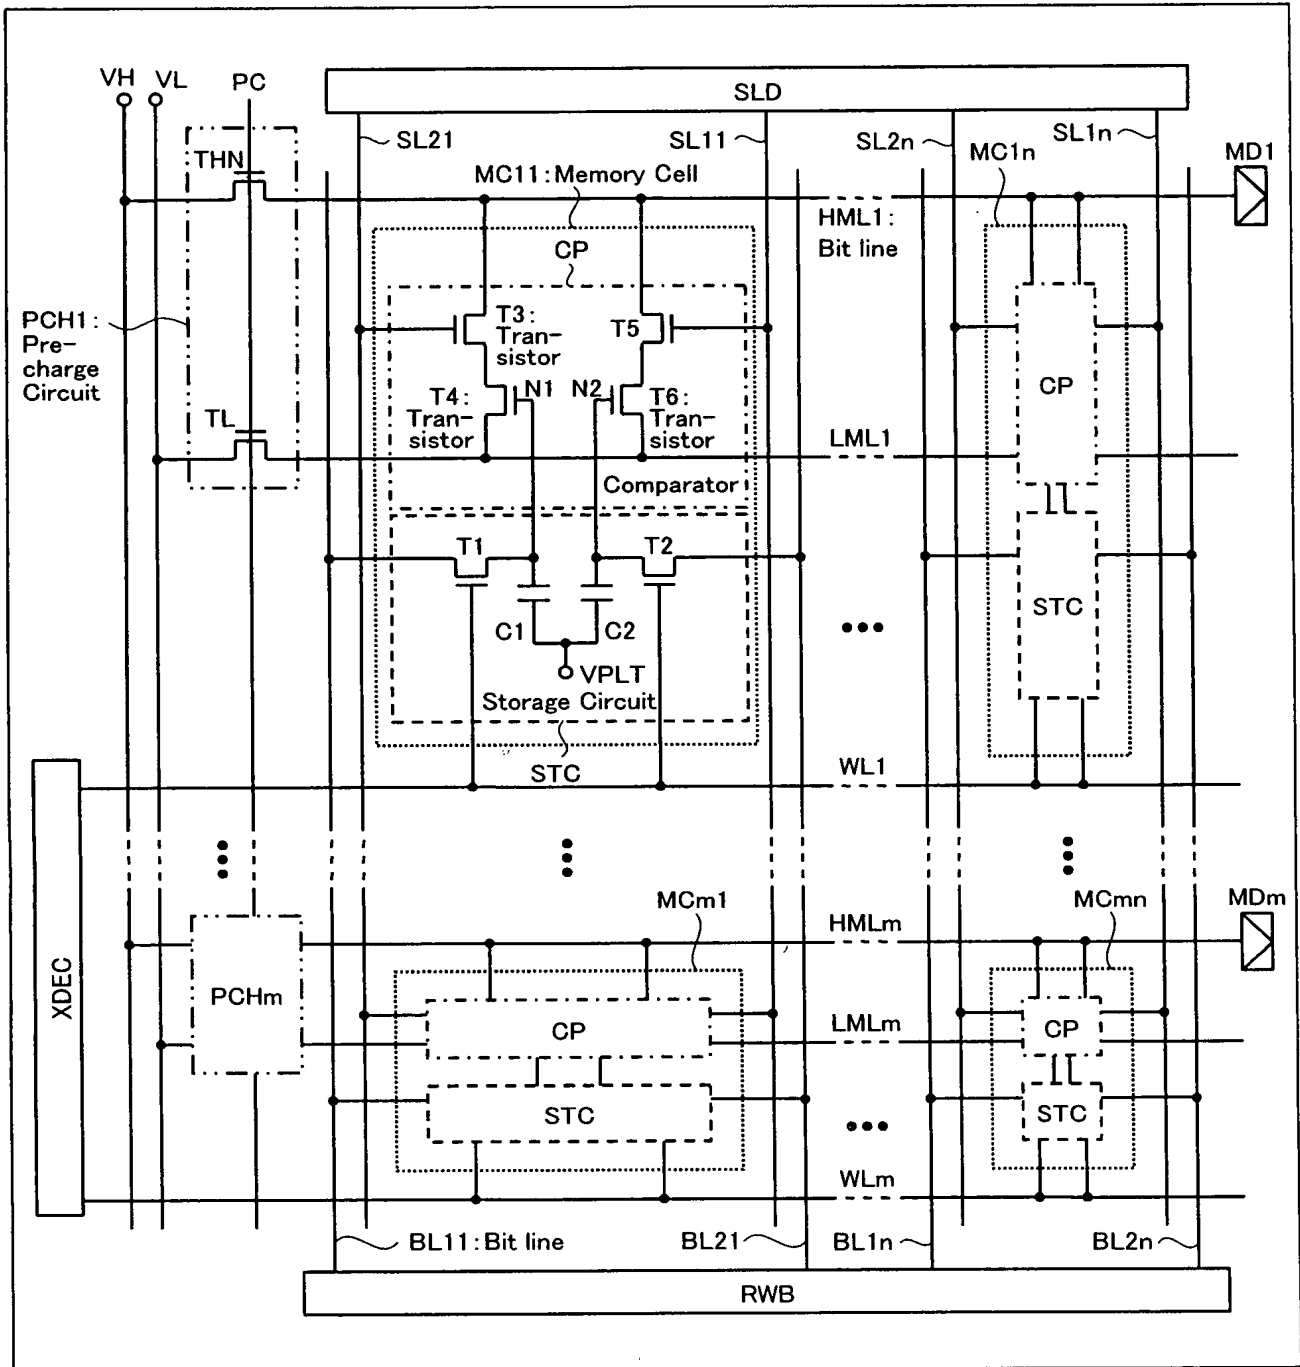 VH
VL
PC
SLD
SL21
SL11
SL2n
SL1n
MC1n
MD1
THN
MC11 : Memory Cell
HML1 :
Bit line
CP
PCH1 :
Pre-
charge
Circuit
T3 :
Tran-
sistor
T5
CP
TL
T4 :
Tran-
sistor
N1
N2
T6 :
Tran-
sistor
LML1
Comparator
T1
T2
STC
C1
C2
VPLT
Storage Circuit
STC
WL1
XDEC
MCm1
MCmn
MDm
HMLm
PCHm
CP
LMLm
CP
STC
STC
WLm
BL11 : Bit line
BL21
BL1n
BL2n
RWB